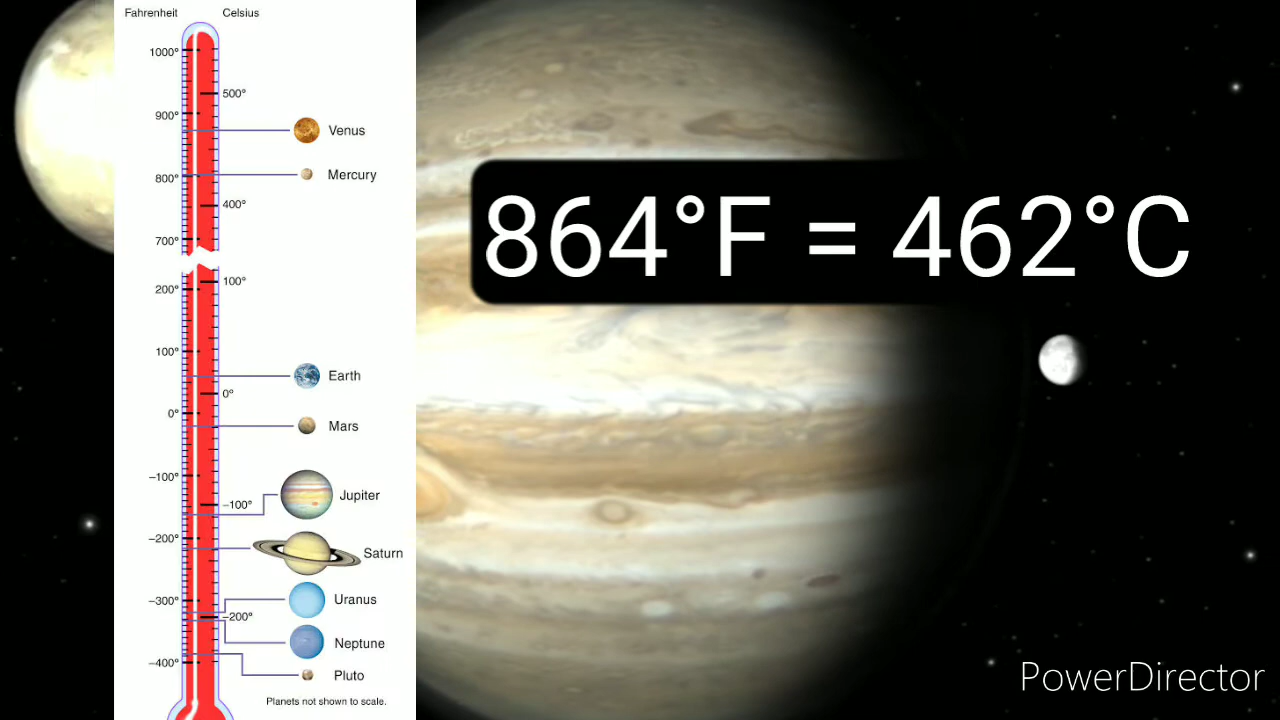 Fahrenheit Celsius
1000°
500°
900°
Venus
Mercury
800°
400°
700°
100°
200°
100°
Earth
0°
0°
Mars
−100°
Jupiter
−100°
−200°
Saturn
Uranus
−300°
−200°
Neptune
−400°
Pluto
Planets not shown to scale.
864°F = 462°C
PowerDirector